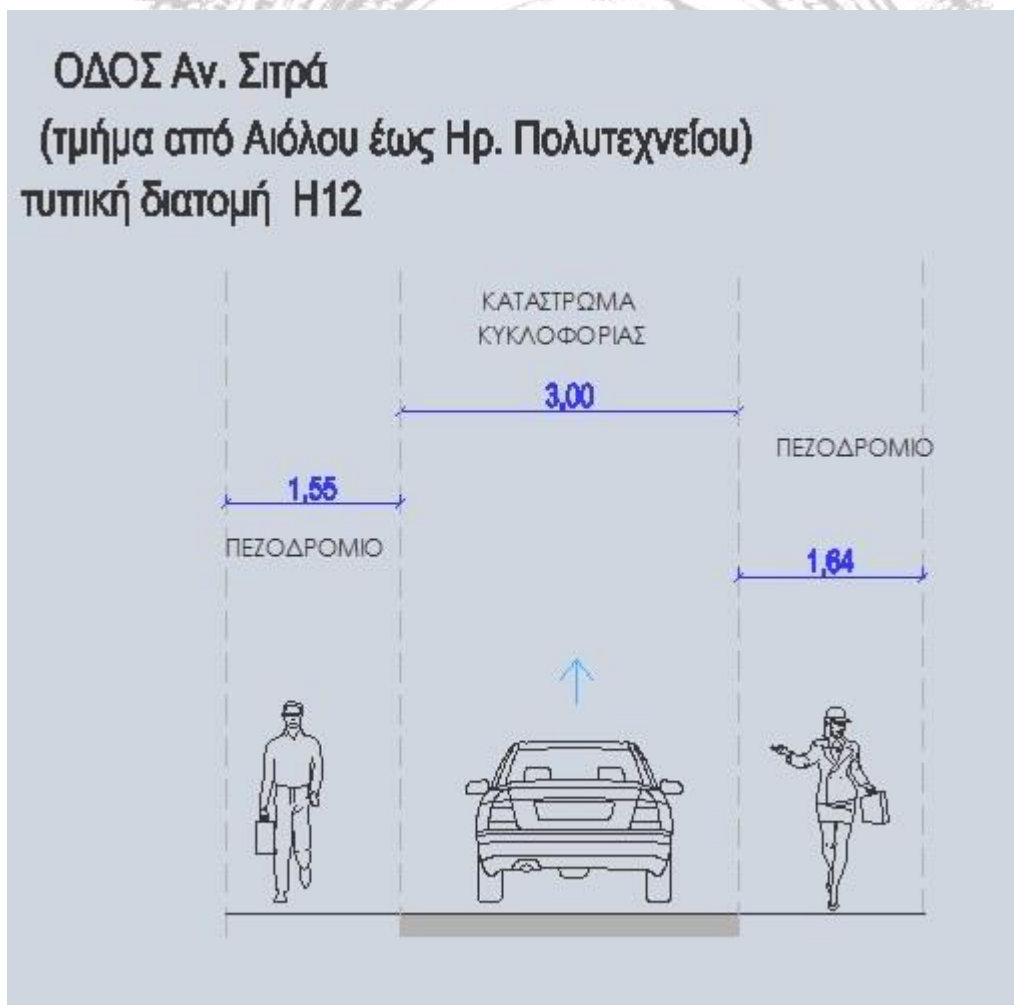 ΟΔΟΣ Αν. Σιτρά
(τμήμα από Αιόλου έως Ηρ. Πολυτεχνείου)
τυπική διατομή Η12
ΚΑΤΑΣΤΡΩΜΑ
ΚΥΚΛΟΦΟΡΙΑΣ
3,00
ΠΕΖΟΔΡΟΜΙΟ
1,55
ΠΕΖΟΔΡΟΜΙΟ
1,64